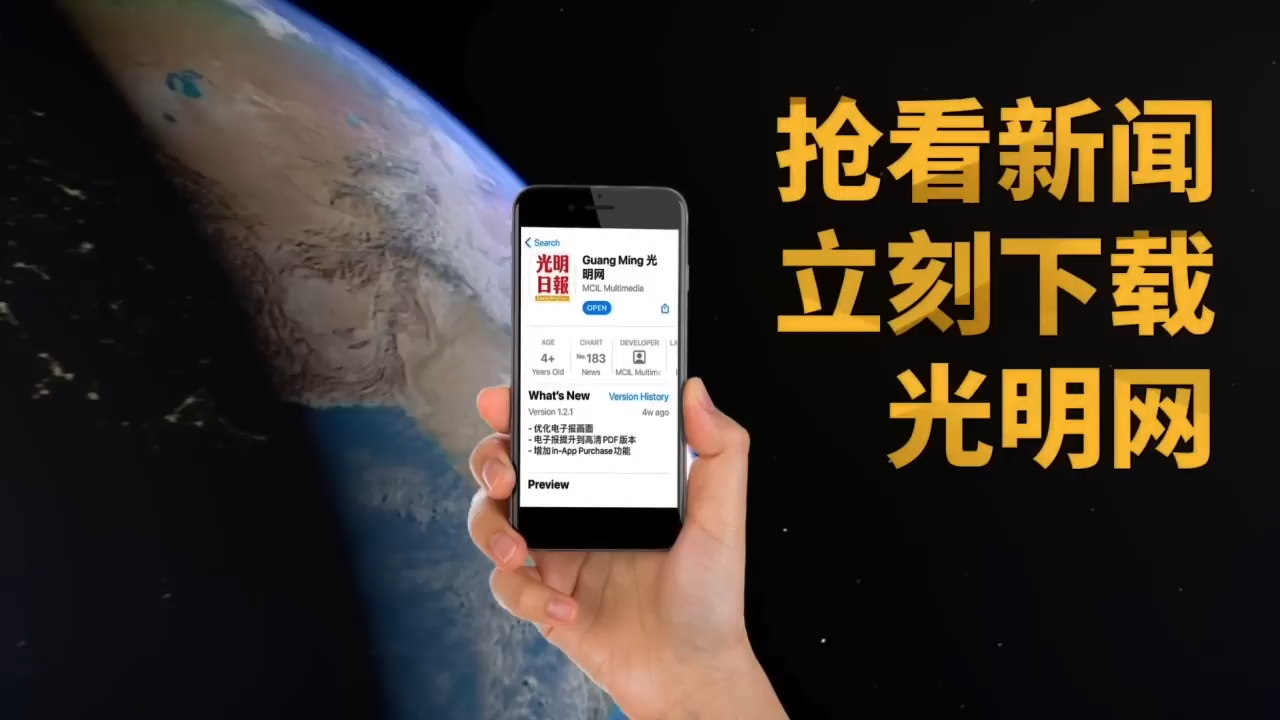 抢看新闻
立刻下载
光明网
Search
光明
日報
Guang Ming 光
明网
MCIL Multimedia
OPEN
AGE
4+
Years Old
CHART
No.183
News
DEVELOPER
MCIL Multime
LA
What's New
Version History
Version 1.2.1
4w ago
- 优化电子报画面
- 电子报提升到高清PDF版本
- 增加in-App Purchase功能
Preview